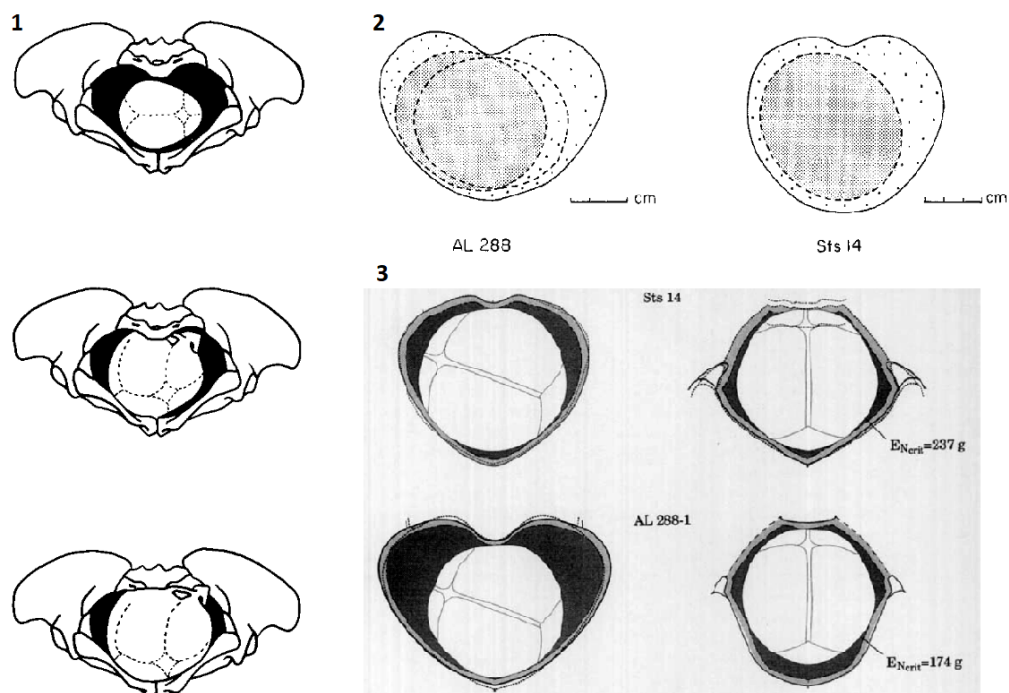 1
2
cm
cm
AL 288
Sts 14
3
Sts 14
E_Ncrit=237 g
AL 288-1
E_Ncrit=174 g